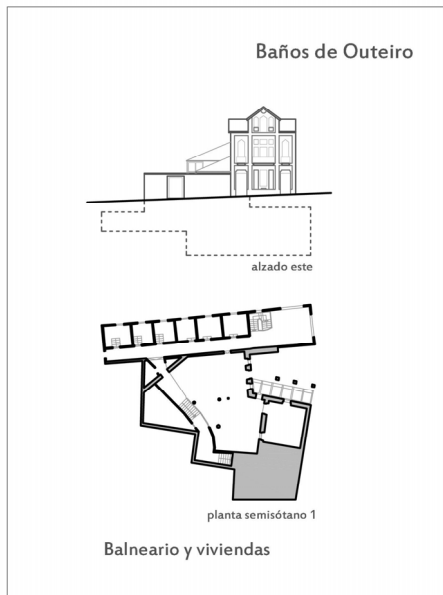 Baños de Outeiro
alzado este
planta semisótano 1
Balneario y viviendas